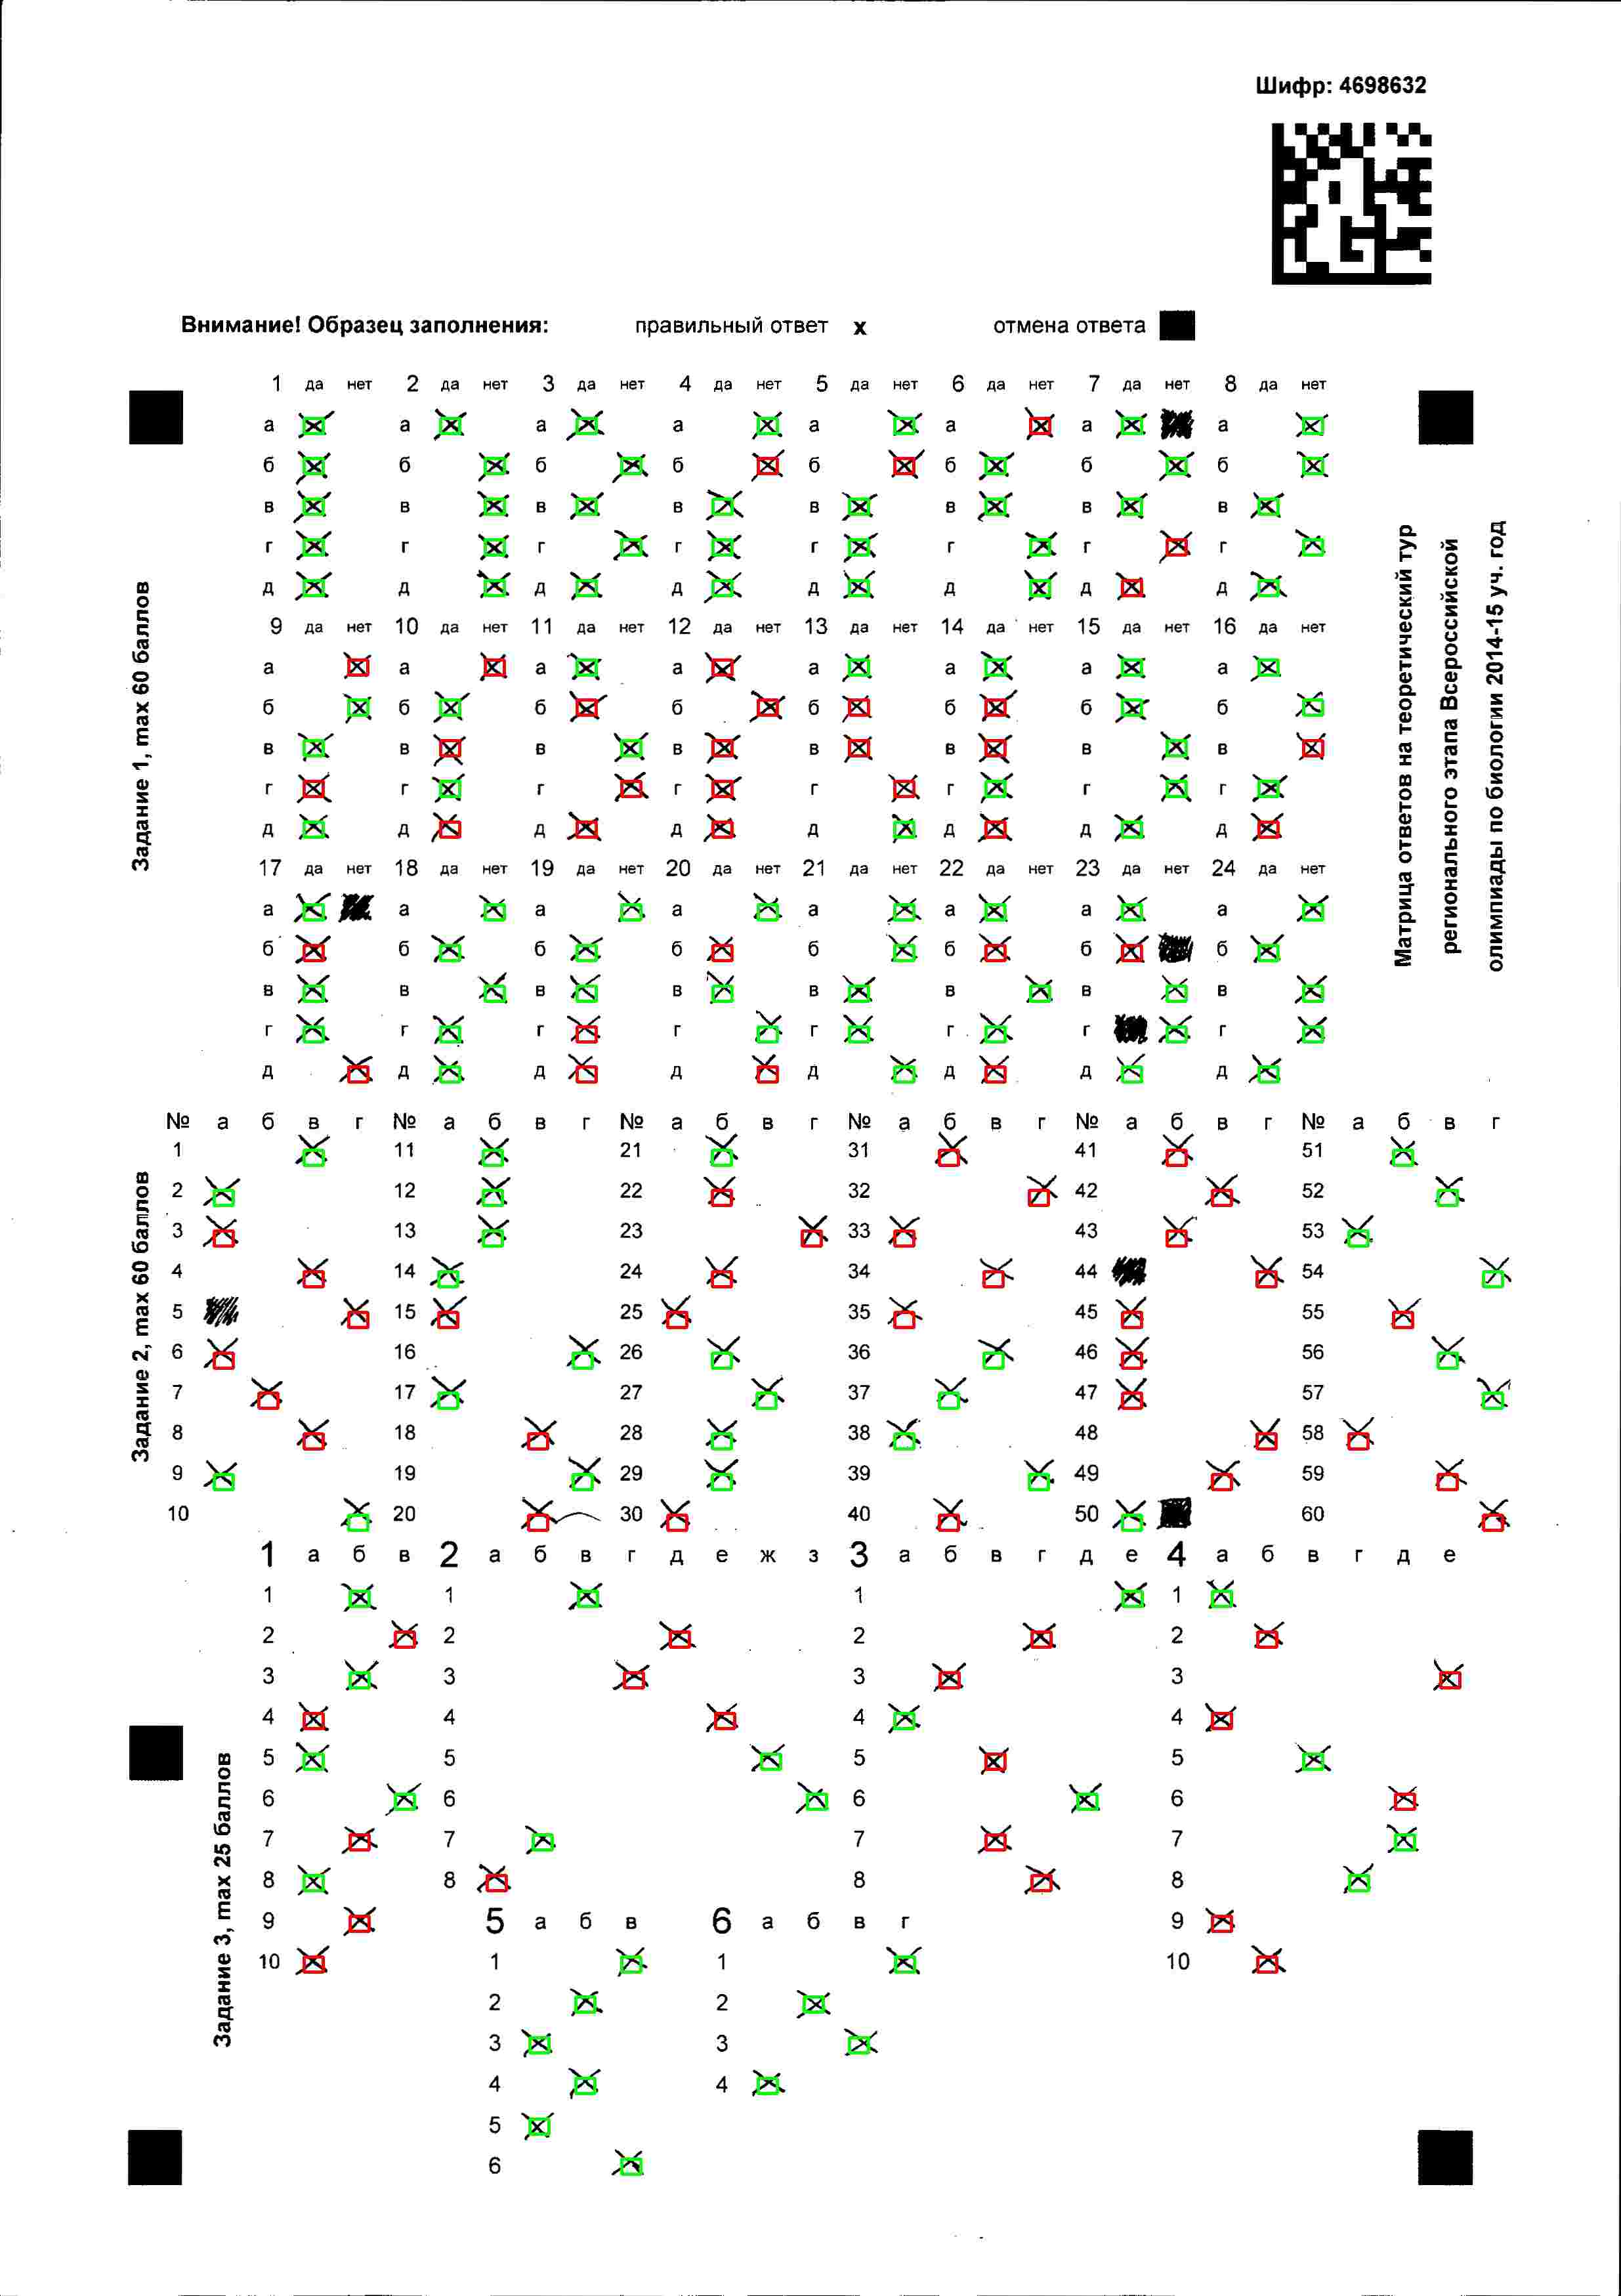 Шифр: 4698632
Внимание! Образец заполнения: правильный ответ х отмена ответа
Задание 1, max 60 баллов
1 да нет 2 да нет 3 да нет 4 да нет 5 да нет 6 да нет 7 да нет 8 да нет
а а а а а а а а
б б б б б б б б
в в в в в в в в
г г г г г г г г
д д д д д д д д
9 да нет 10 да нет 11 да нет 12 да нет 13 да нет 14 да нет 15 да нет 16 да нет
а а а а а а а а
б б б б б б б б
в в в в в в в в
г г г г г г г г
д д д д д д д д
17 да нет 18 да нет 19 да нет 20 да нет 21 да нет 22 да нет 23 да нет 24 да нет
а а а а а а а а
б б б б б б б б
в в в в в в в в
г г г г г г г г
д д д д д д д д
Матрица ответов на теоретический тур
регионального этапа Всероссийской
олимпиады по биологии 2014-15 уч. год
Задание 2, max 60 баллов
№ а б в г № а б в г № а б в г № а б в г № а б в г № а б в г
1 11 21 31 41 51
2 12 22 32 42 52
3 13 23 33 43 53
4 14 24 34 44 54
5 15 25 35 45 55
6 16 26 36 46 56
7 17 27 37 47 57
8 18 28 38 48 58
9 19 29 39 49 59
10 20 30 40 50 60
Задание 3, max 25 баллов
1 а б в 2 а б в г д е ж з 3 а б в г д е 4 а б в г д е
1 1 1 1
2 2 2 2
3 3 3 3
4 4 4 4
5 5 5 5
6 6 6 6
7 7 7 7
8 8 8 8
9 5 а б в 6 а б в г 9
10 1 1 10
2 2
3 3
4 4
5
6